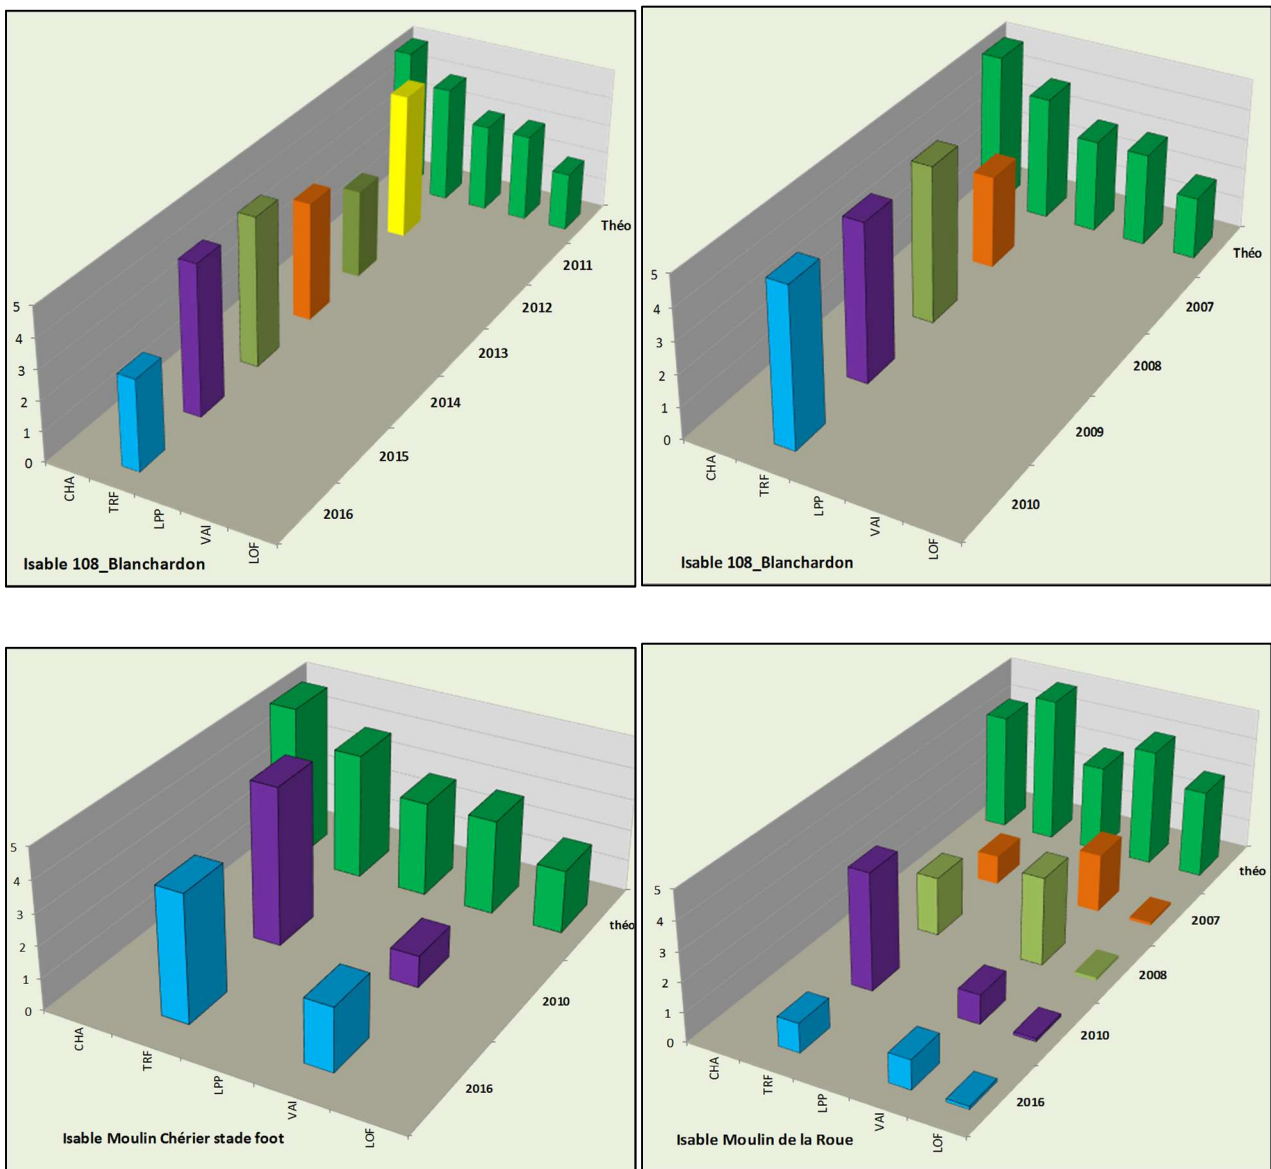 5
4
3
2
1
0
CHA
TRF
LPP
VAI
LOF
2016
2015
2014
2013
2012
2011
Théo
Isable 108_Blanchardon
5
4
3
2
1
0
CHA
TRF
LPP
VAI
LOF
2010
2009
2008
2007
Théo
Isable 108_Blanchardon
5
4
3
2
1
0
CHA
TRF
LPP
VAI
LOF
2016
2010
théo
Isable Moulin Chérier stade foot
5
4
3
2
1
0
CHA
TRF
LPP
VAI
LOF
2016
2010
2008
2007
théo
Isable Moulin de la Roue